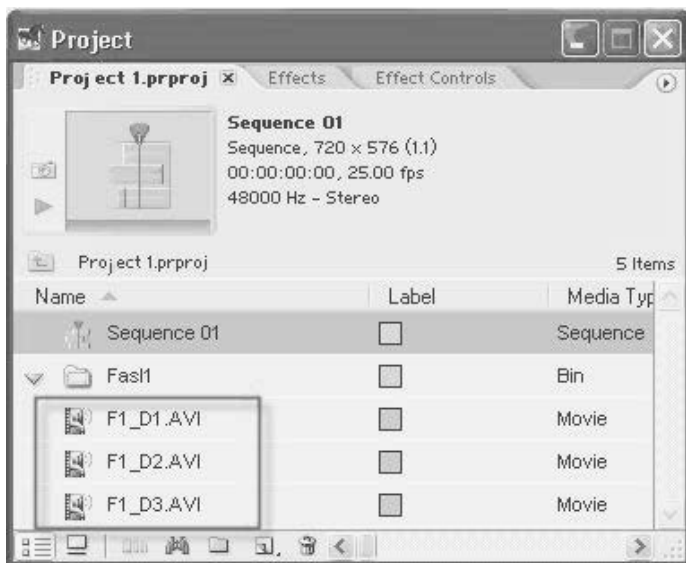 Project
Project 1.prproj Effects Effect Controls
Sequence 01
Sequence, 720 x 576 (1.1)
00:00:00:00, 25.00 fps
48000 Hz - Stereo
Project 1.prproj 5 Items
Name Label Media Typ
Sequence 01 Sequence
Fasl1 Bin
F1_D1.AVI Movie
F1_D2.AVI Movie
F1_D3.AVI Movie